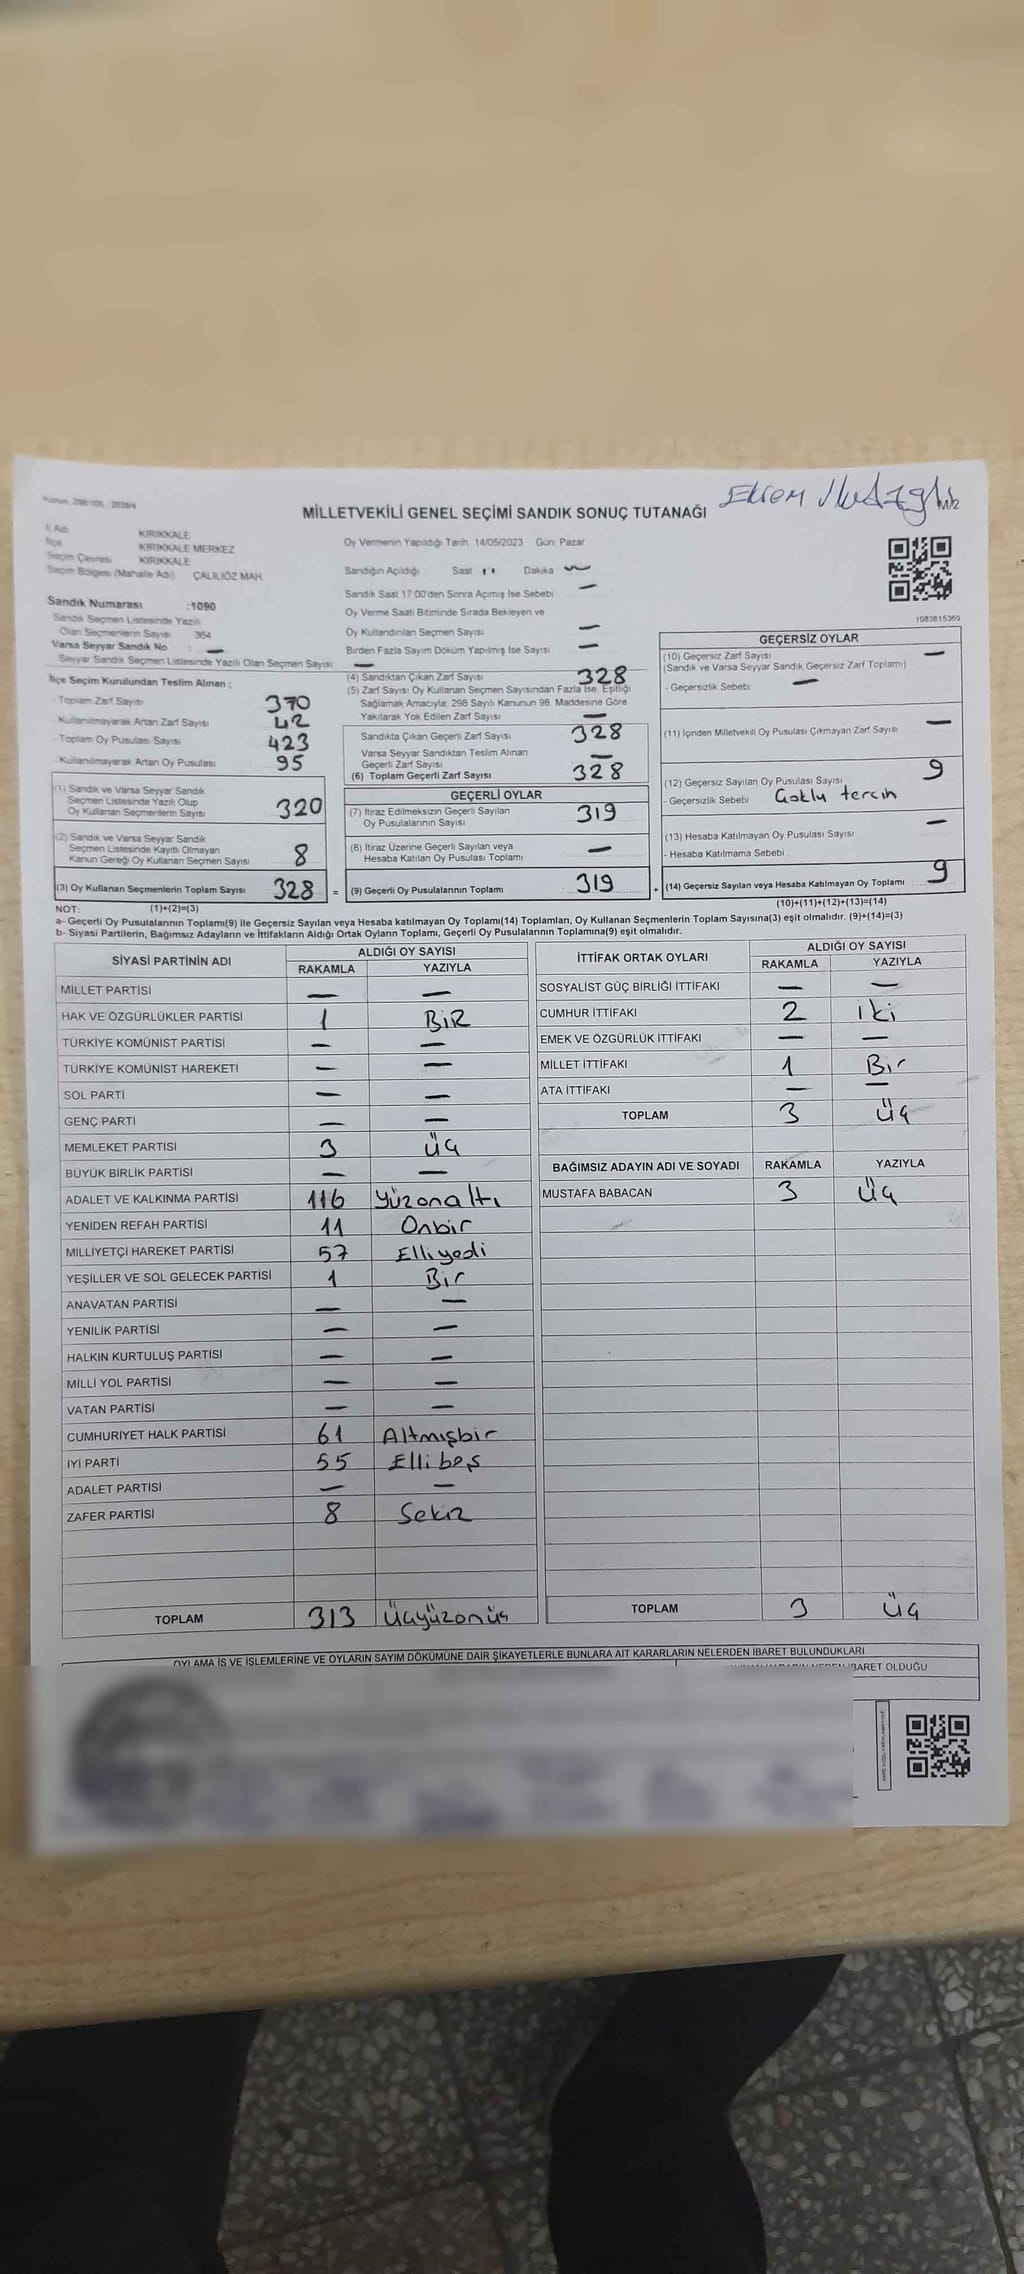 MİLLETVEKİLİ GENEL SEÇİMİ SANDIK SONUÇ TUTANAĞI
Ekrem
İl Adı KIRIKKALE
İlçe KIRIKKALE MERKEZ
Seçim Çevresi KIRIKKALE
Seçim Bölgesi (Mahalle Adı) ÇALILIÖZ MAH.
Sandık Numarası :1090
Sandık Seçmen Listesinde Yazılı
Olan Seçmenlerin Sayısı 364
Varsa Seyyar Sandık No : —
Seyyar Sandık Seçmen Listesinde Yazılı Olan Seçmen Sayısı: —
Oy Vermenin Yapıldığı Tarih 14/05/2023 Gün: Pazar
Sandığın Açıldığı Saat Dakika
Sandık Saat 17:00'den Sonra Açımış İse Sebebi —
Oy Verme Saati Bitiminde Sırada Bekleyen ve
Oy Kullandırılan Seçmen Sayısı —
Birden Fazla Sayım Döküm Yapılmış İse Sayısı —
1083615369
İlçe Seçim Kurulundan Teslim Alınan :
- Toplam Zarf Sayısı 370
- Kullanılmayarak Artan Zarf Sayısı 42
- Toplam Oy Pusulası Sayısı 423
- Kullanılmayarak Artan Oy Pusulası 95
(1) Sandık ve Varsa Seyyar Sandık
Seçmen Listesinde Yazılı Olup
Oy Kullanan Seçmenlerin Sayısı 320
(2) Sandık ve Varsa Seyyar Sandık
Seçmen Listesinde Kayıtlı Olmayan
Kanun Gereği Oy Kullanan Seçmen Sayısı 8
(3) Oy Kullanan Seçmenlerin Toplam Sayısı 328 =
(4) Sandıktan Çıkan Zarf Sayısı 328
(5) Zarf Sayısı Oy Kullanan Seçmen Sayısından Fazla İse, Eşitliği
Sağlamak Amacıyla, 298 Sayılı Kanunun 98. Maddesine Göre
Yakılarak Yok Edilen Zarf Sayısı —
Sandıkta Çıkan Geçerli Zarf Sayısı 328
Varsa Seyyar Sandıktan Teslim Alınan
Geçerli Zarf Sayısı —
(6) Toplam Geçerli Zarf Sayısı 328
GEÇERLİ OYLAR
(7) İtiraz Edilmeksizin Geçerli Sayılan
Oy Pusulalarının Sayısı 319
(8) İtiraz Üzerine Geçerli Sayılan veya
Hesaba Katılan Oy Pusulası Toplamı —
(9) Geçerli Oy Pusulalarının Toplamı 319 +
GEÇERSİZ OYLAR
(10) Geçersiz Zarf Sayısı —
(Sandık ve Varsa Seyyar Sandık Geçersiz Zarf Toplamı)
- Geçersizlik Sebebi —
(11) İçinden Milletvekili Oy Pusulası Çıkmayan Zarf Sayısı —
(12) Geçersiz Sayılan Oy Pusulası Sayısı 9
- Geçersizlik Sebebi Çoklu tercih
(13) Hesaba Katılmayan Oy Pusulası Sayısı —
- Hesaba Katılmama Sebebi
(14) Geçersiz Sayılan veya Hesaba Katılmayan Oy Toplamı 9
NOT: (1)+(2)=(3) (10)+(11)+(12)+(13)=(14)
a- Geçerli Oy Pusulalarının Toplamı(9) ile Geçersiz Sayılan veya Hesaba katılmayan Oy Toplamı(14) Toplamları, Oy Kullanan Seçmenlerin Toplam Sayısına(3) eşit olmalıdır. (9)+(14)=(3)
b- Siyasi Partilerin, Bağımsız Adayların ve İttifakların Aldığı Ortak Oyların Toplamı, Geçerli Oy Pusulalarının Toplamına(9) eşit olmalıdır.
SİYASİ PARTİNİN ADI ALDIĞI OY SAYISI
RAKAMLA YAZIYLA
MİLLET PARTİSİ — —
HAK VE ÖZGÜRLÜKLER PARTİSİ 1 BİR
TÜRKİYE KOMÜNİST PARTİSİ — —
TÜRKİYE KOMÜNİST HAREKETİ — —
SOL PARTİ — —
GENÇ PARTİ — —
MEMLEKET PARTİSİ 3 Üç
BÜYÜK BİRLİK PARTİSİ — —
ADALET VE KALKINMA PARTİSİ 116 Yüzonaltı
YENİDEN REFAH PARTİSİ 11 Onbir
MİLLİYETÇİ HAREKET PARTİSİ 57 Elliyedi
YEŞİLLER VE SOL GELECEK PARTİSİ 1 Bir
ANAVATAN PARTİSİ — —
YENİLİK PARTİSİ — —
HALKIN KURTULUŞ PARTİSİ — —
MİLLİ YOL PARTİSİ — —
VATAN PARTİSİ — —
CUMHURİYET HALK PARTİSİ 61 Altmışbir
İYİ PARTİ 55 Ellibeş
ADALET PARTİSİ — —
ZAFER PARTİSİ 8 Sekiz
TOPLAM 313 Üçyüzonüç
İTTİFAK ORTAK OYLARI ALDIĞI OY SAYISI
RAKAMLA YAZIYLA
SOSYALİST GÜÇ BİRLİĞİ İTTİFAKI — —
CUMHUR İTTİFAKI 2 iki
EMEK VE ÖZGÜRLÜK İTTİFAKI — —
MİLLET İTTİFAKI 1 Bir
ATA İTTİFAKI — —
TOPLAM 3 Üç
BAĞIMSIZ ADAYIN ADI VE SOYADI RAKAMLA YAZIYLA
MUSTAFA BABACAN 3 Üç
TOPLAM 3 Üç
OYLAMA İŞ VE İŞLEMLERİNE VE OYLARIN SAYIM DÖKÜMÜNE DAİR ŞİKAYETLERLE BUNLARA AİT KARARLARIN NELERDEN İBARET BULUNDUKLARI
İBARET OLDUĞU